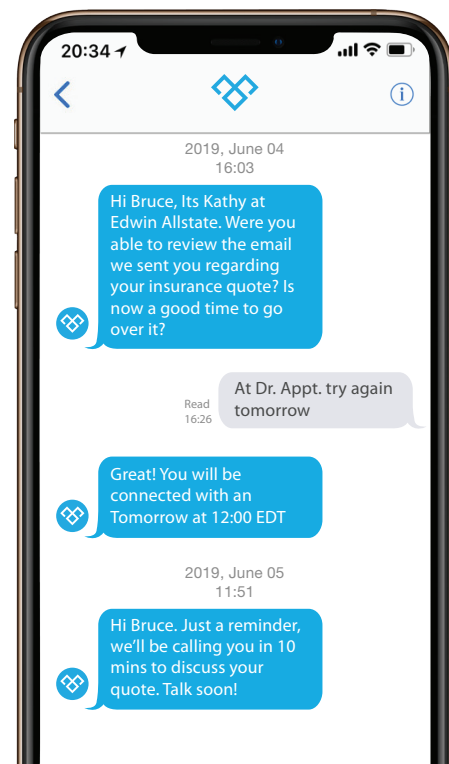 20:34
2019, June 04
16:03
Hi Bruce, Its Kathy at
Edwin Allstate. Were you
able to review the email
we sent you regarding
your insurance quote? Is
now a good time to go
over it?
At Dr. Appt. try again
tomorrow
Read
16:26
Great! You will be
connected with an
Tomorrow at 12:00 EDT
2019, June 05
11:51
Hi Bruce. Just a reminder,
we'll be calling you in 10
mins to discuss your
quote. Talk soon!